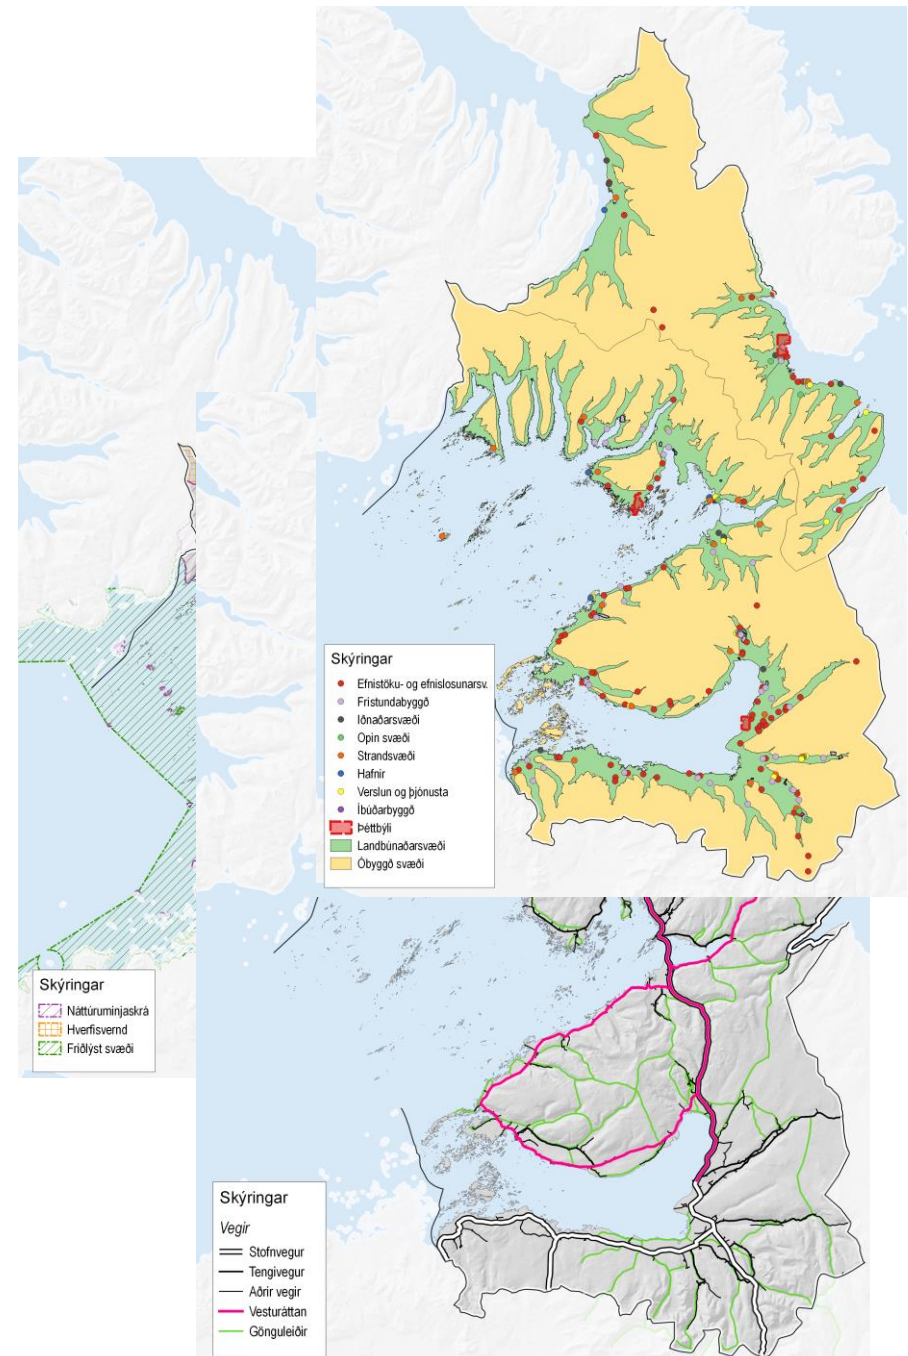 Skýringar
Efnistöku- og efnislosunarsv.
Frístundabyggð
Iðnaðarsvæði
Opin svæði
Strandsvæði
Hafnir
Verslun og þjónusta
Íbúðarbyggð
Þéttbýli
Landbúnaðarsvæði
Óbyggð svæði
Skýringar
Náttúruminjaskrá
Hverfisvernd
Friðlýst svæði
Skýringar
Vegir
Stofnvegur
Tengivegur
Aðrir vegir
Vesturáttan
Gönguleiðir